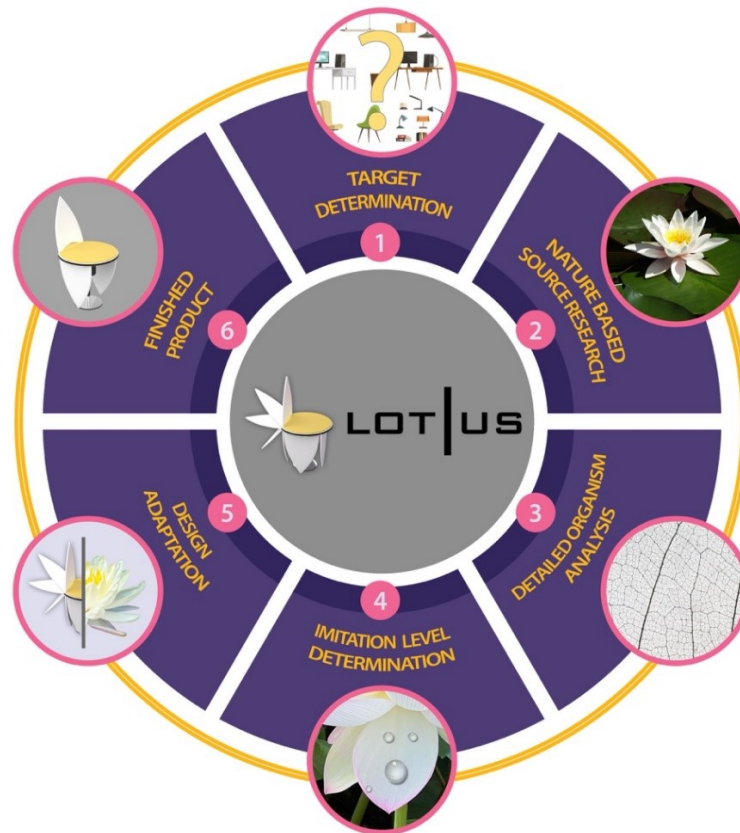 ?
TARGET
DETERMINATION
1
NATURE BASED
SOURCE RESEARCH
2
DETAILED ORGANISM
ANALYSIS
3
4
IMITATION LEVEL
DETERMINATION
DESIGN
ADAPTATION
5
FINISHED
PRODUCT
6
LOT|US